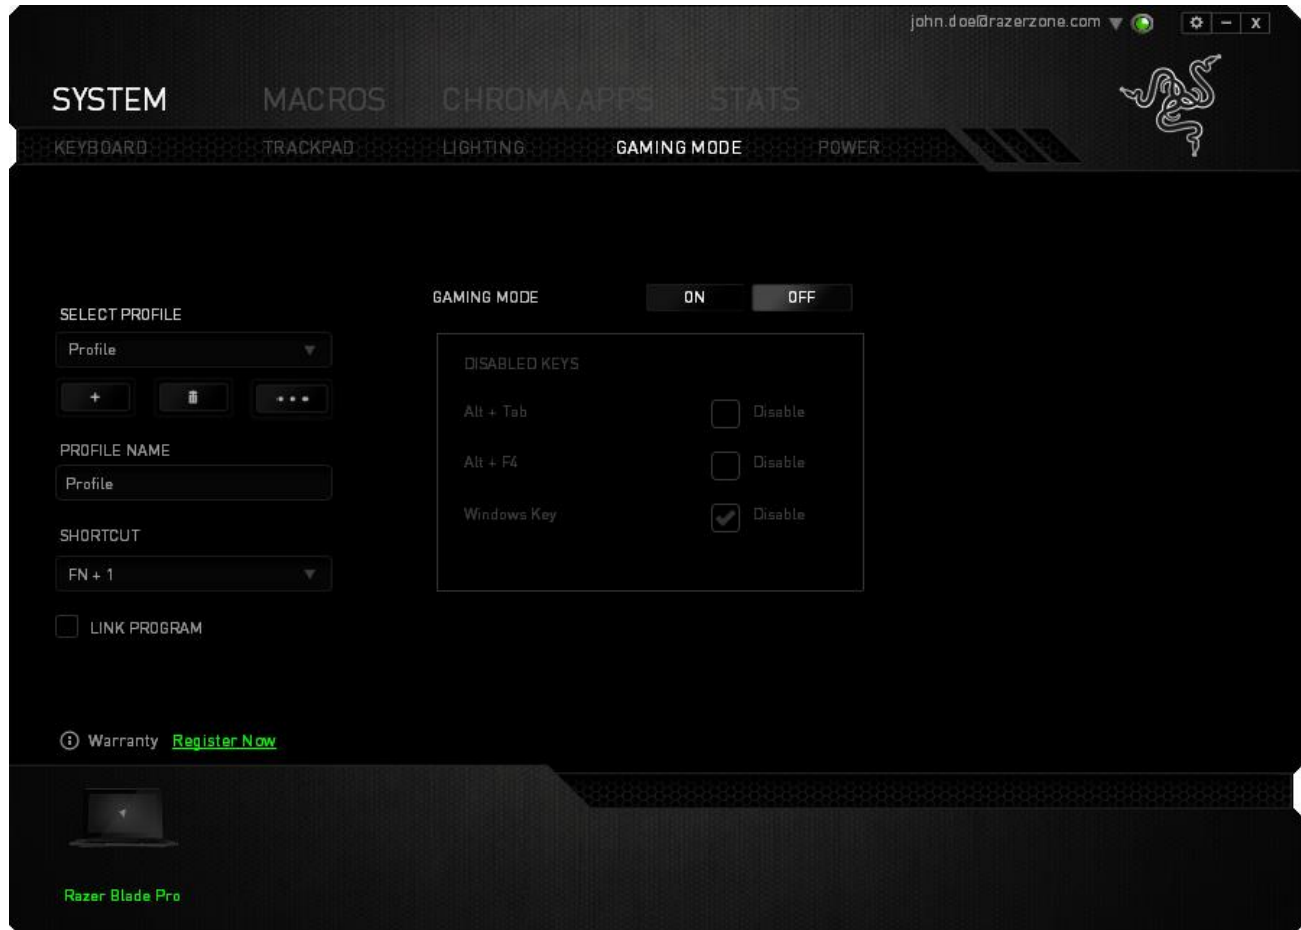 john.doe@razerzone.com
SYSTEM MACROS CHROMA APPS STATS
KEYBOARD TRACKPAD LIGHTING GAMING MODE POWER
GAMING MODE ON OFF
SELECT PROFILE
Profile
DISABLED KEYS
Alt + Tab Disable
PROFILE NAME
Alt + F4 Disable
Profile
Windows Key Disable
SHORTCUT
FN + 1
LINK PROGRAM
Warranty Register Now
Razer Blade Pro